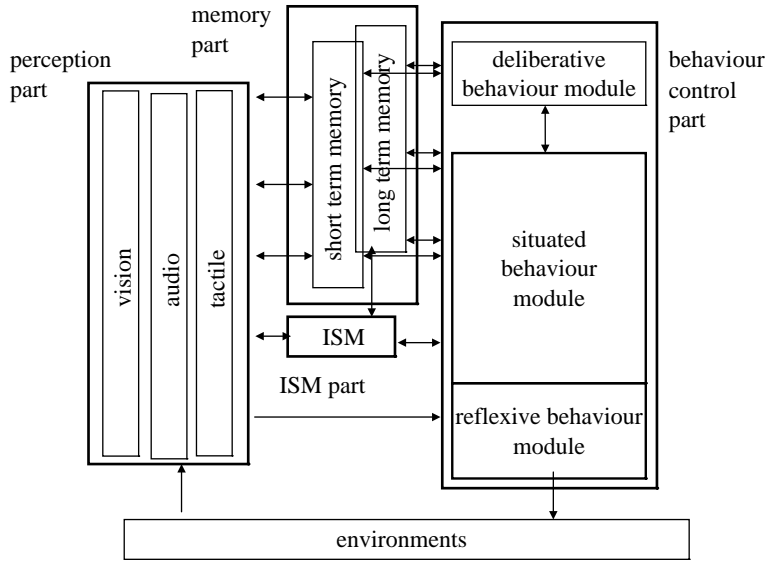 memory
part
perception
part
vision
audio
tactile
short term memory
long term memory
deliberative
behaviour module
behaviour
control
part
situated
behaviour
module
ISM
ISM part
reflexive behaviour
module
environments